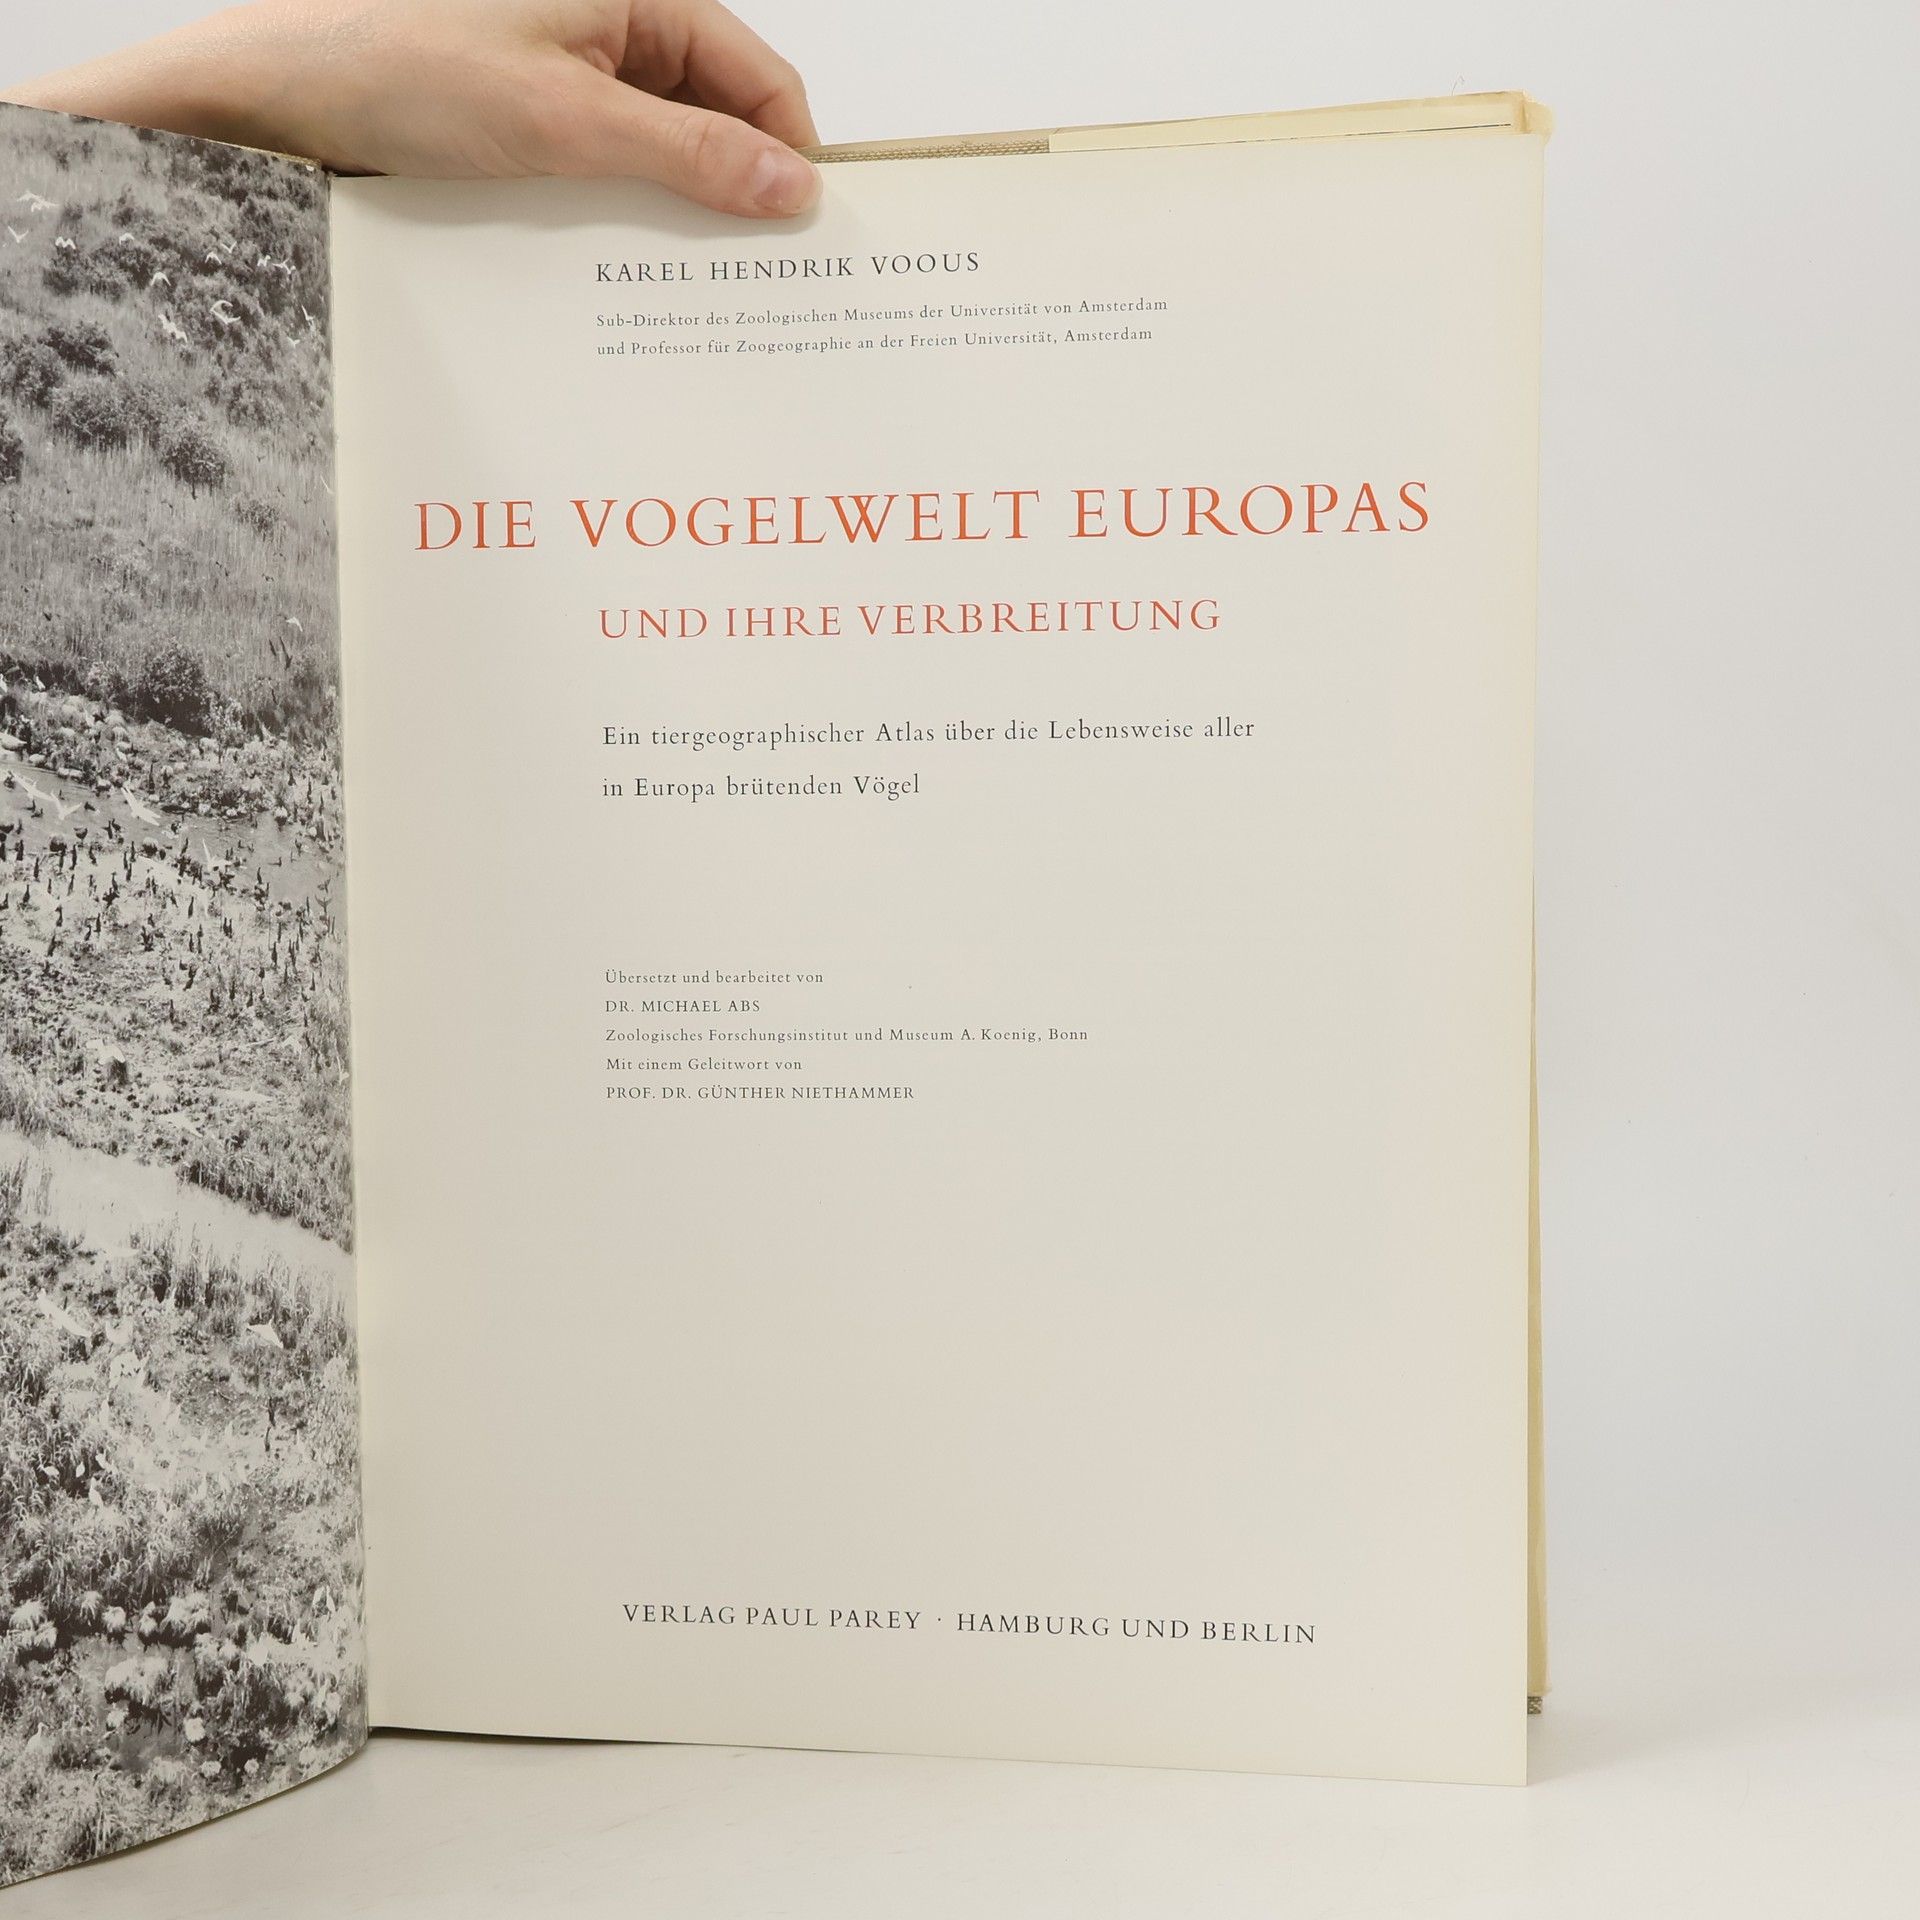 KAREL HENDRIK VOOUS
Sub-Direktor des Zoologischen Museums der Universität von Amsterdam
und Professor für Zoogeographie an der Freien Universität, Amsterdam
DIE VOGELWELT EUROPAS
UND IHRE VERBREITUNG
Ein tiergeographischer Atlas über die Lebensweise aller
in Europa brütenden Vögel
Übersetzt und bearbeitet von
DR. MICHAEL ABS
Zoologisches Forschungsinstitut und Museum A. Koenig, Bonn
Mit einem Geleitwort von
PROF. DR. GÜNTHER NIETHAMMER
VERLAG PAUL PAREY · HAMBURG UND BERLIN